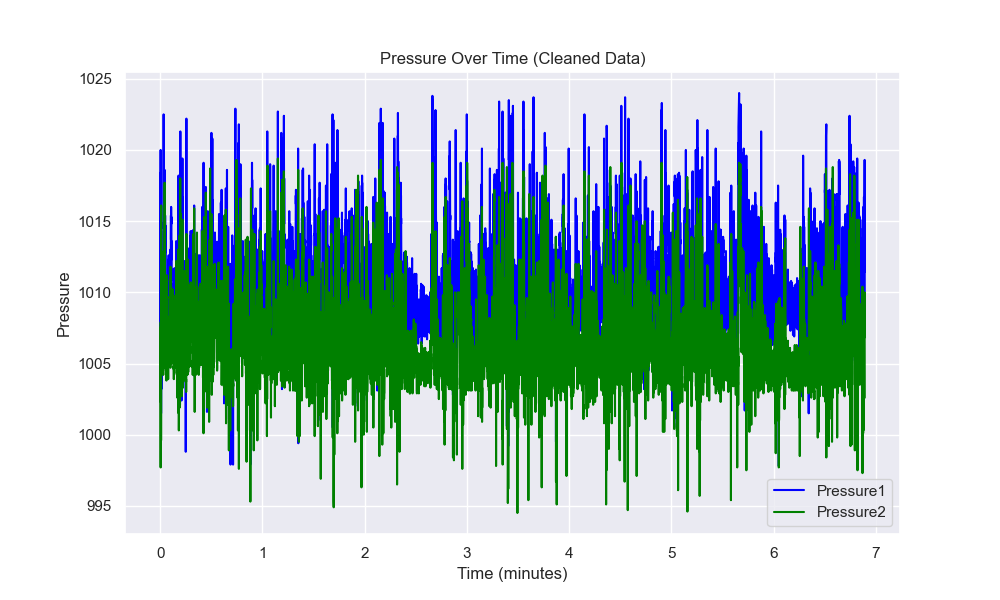 Pressure Over Time (Cleaned Data)
1025
1020
1015
1010
1005
1000
995
Pressure
0 1 2 3 4 5 6 7
Time (minutes)
Pressure1
Pressure2